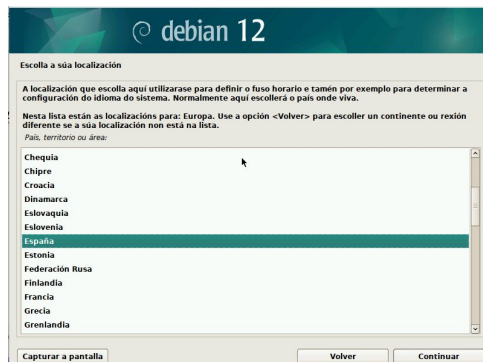 debian 12
Escolla a súa localización
A localización que escolla aquí utilizarase para definir o fuso horario e tamén por exemplo para determinar a
configuración do idioma do sistema. Normalmente aquí escollerá o país onde viva.
Nesta lista están as localizacións para: Europa. Use a opción <Volver> para escoller un continente ou rexión
diferente se a súa localización non está na lista.
País, territorio ou área:
Chequia
Chipre
Croacia
Dinamarca
Eslovaquia
Eslovenia
España
Estonia
Federación Rusa
Finlandia
Francia
Grecia
Grenlandia
Capturar a pantalla
Volver
Continuar